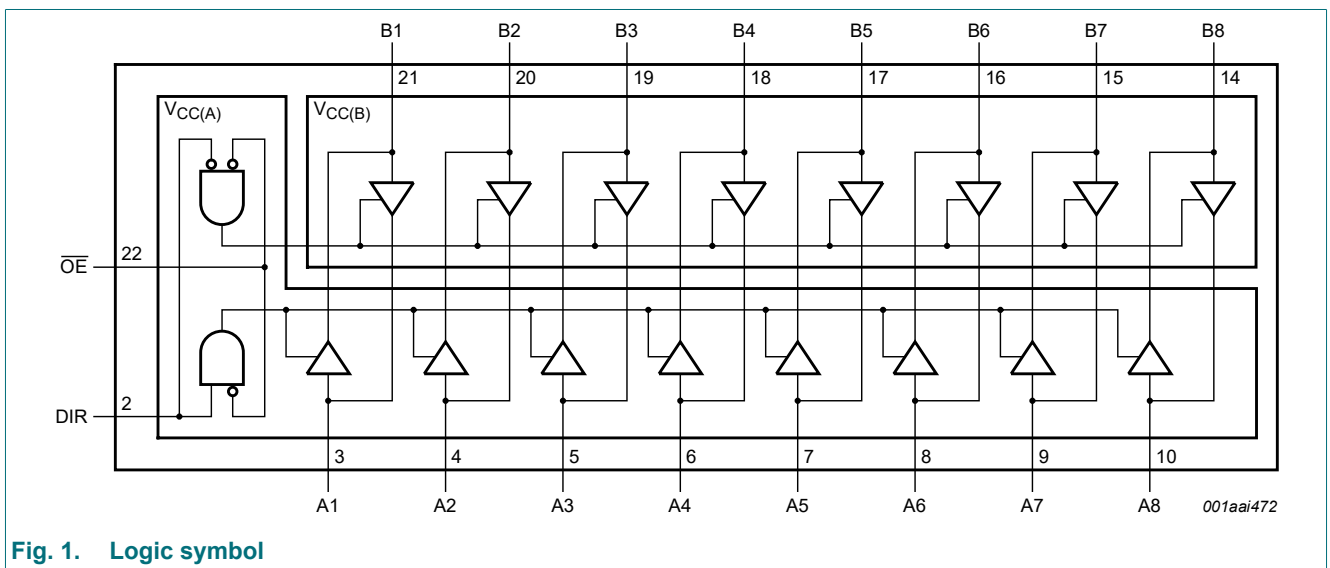 B1 B2 B3 B4 B5 B6 B7 B8
21 20 19 18 17 16 15 14
VCC(A) VCC(B)
22
OE
2
DIR
3 4 5 6 7 8 9 10
A1 A2 A3 A4 A5 A6 A7 A8 001aai472
Fig. 1. Logic symbol